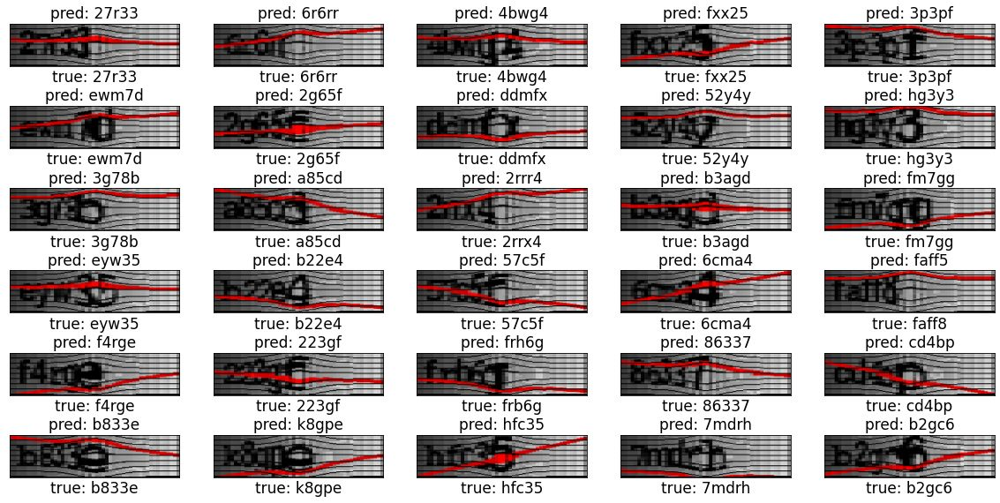 pred: 27r33 pred: 6r6rr pred: 4bwg4 pred: fxx25 pred: 3p3pf
true: 27r33 true: 6r6rr true: 4bwg4 true: fxx25 true: 3p3pf
pred: ewm7d pred: 2g65f pred: ddmfx pred: 52y4y pred: hg3y3
true: ewm7d true: 2g65f true: ddmfx true: 52y4y true: hg3y3
pred: 3g78b pred: a85cd pred: 2rrr4 pred: b3agd pred: fm7gg
true: 3g78b true: a85cd true: 2rrx4 true: b3agd true: fm7gg
pred: eyw35 pred: b22e4 pred: 57c5f pred: 6cma4 pred: faff5
true: eyw35 true: b22e4 true: 57c5f true: 6cma4 true: faff8
pred: f4rge pred: 223gf pred: frh6g pred: 86337 pred: cd4bp
true: f4rge true: 223gf true: frb6g true: 86337 true: cd4bp
pred: b833e pred: k8gpe pred: hfc35 pred: 7mdrh pred: b2gc6
true: b833e true: k8gpe true: hfc35 true: 7mdrh true: b2gc6